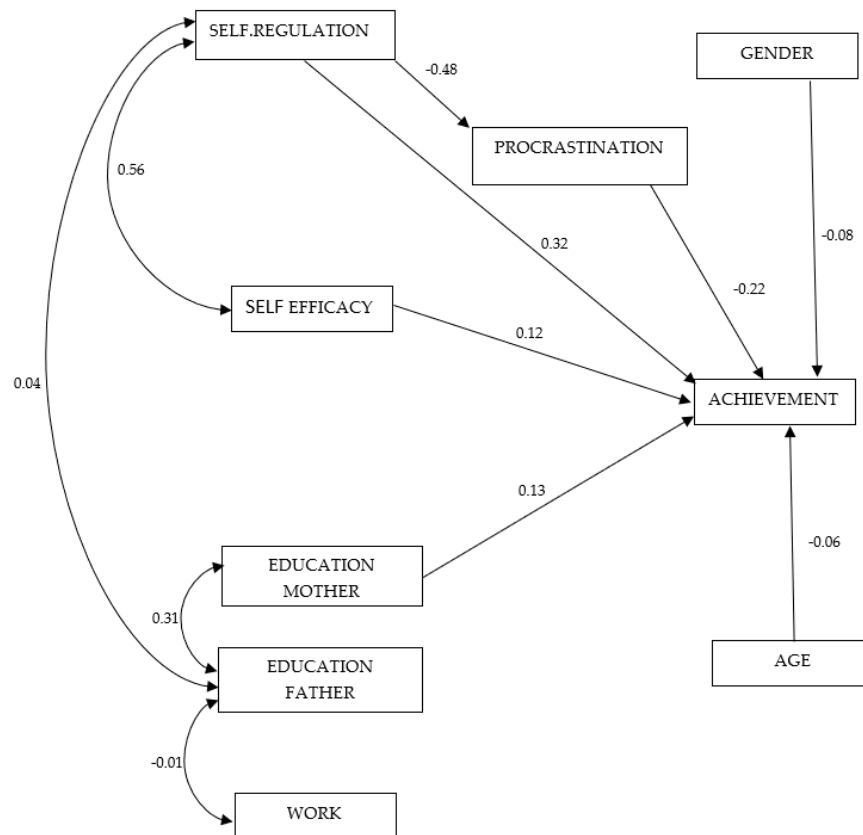 SELF.REGULATION
-0.48
GENDER
PROCRASTINATION
0.56
0.32
-0.08
-0.22
SELF EFFICACY
0.12
0.04
ACHIEVEMENT
0.13
-0.06
EDUCATION
MOTHER
0.31
EDUCATION
FATHER
AGE
-0.01
WORK